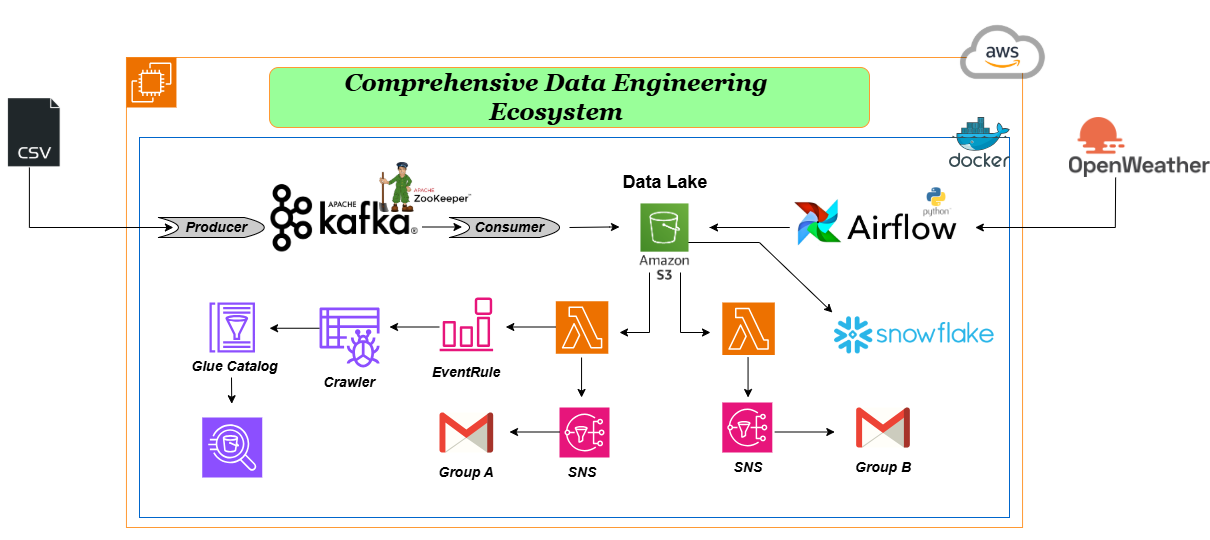 aws
Comprehensive Data Engineering
Ecosystem
CSV
docker
OpenWeather
APACHE
ZooKeeper™
Data Lake
python
Producer
APACHE
kafka®
Consumer
Airflow
Amazon
S3
snowflake
Glue Catalog
Crawler
EventRule
Group A
SNS
SNS
Group B